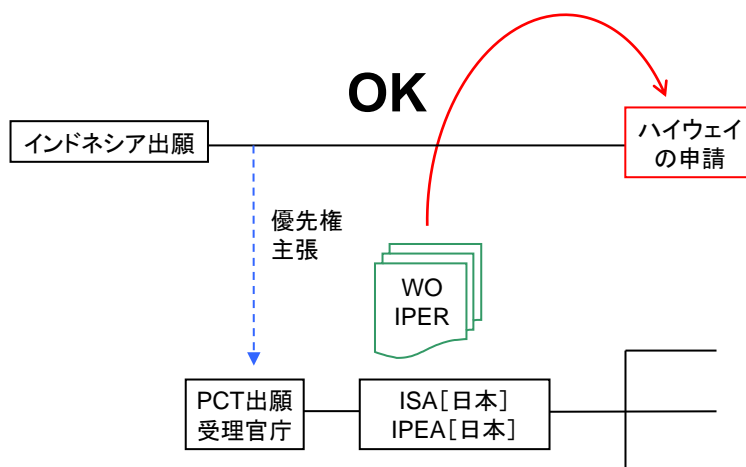 OK
インドネシア出願
ハイウェイ
の申請
優先権
主張
WO
IPER
PCT出願
受理官庁
ISA[日本]
IPEA[日本]